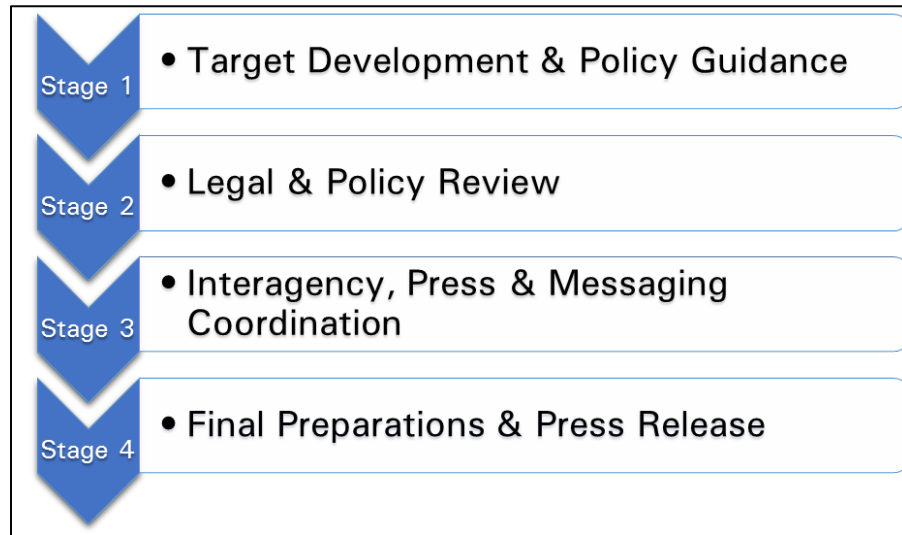 Stage 1
• Target Development & Policy Guidance
Stage 2
• Legal & Policy Review
Stage 3
• Interagency, Press & Messaging
Coordination
Stage 4
• Final Preparations & Press Release